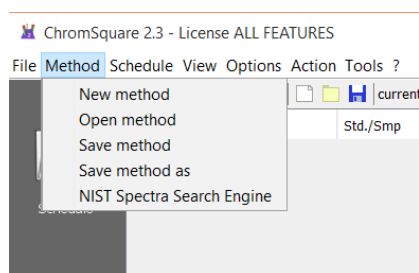 ChromSquare 2.3 - License ALL FEATURES
File Method Schedule View Options Action Tools ?
New method
current
Open method
Std./Smp
Save method
Save method as
NIST Spectra Search Engine